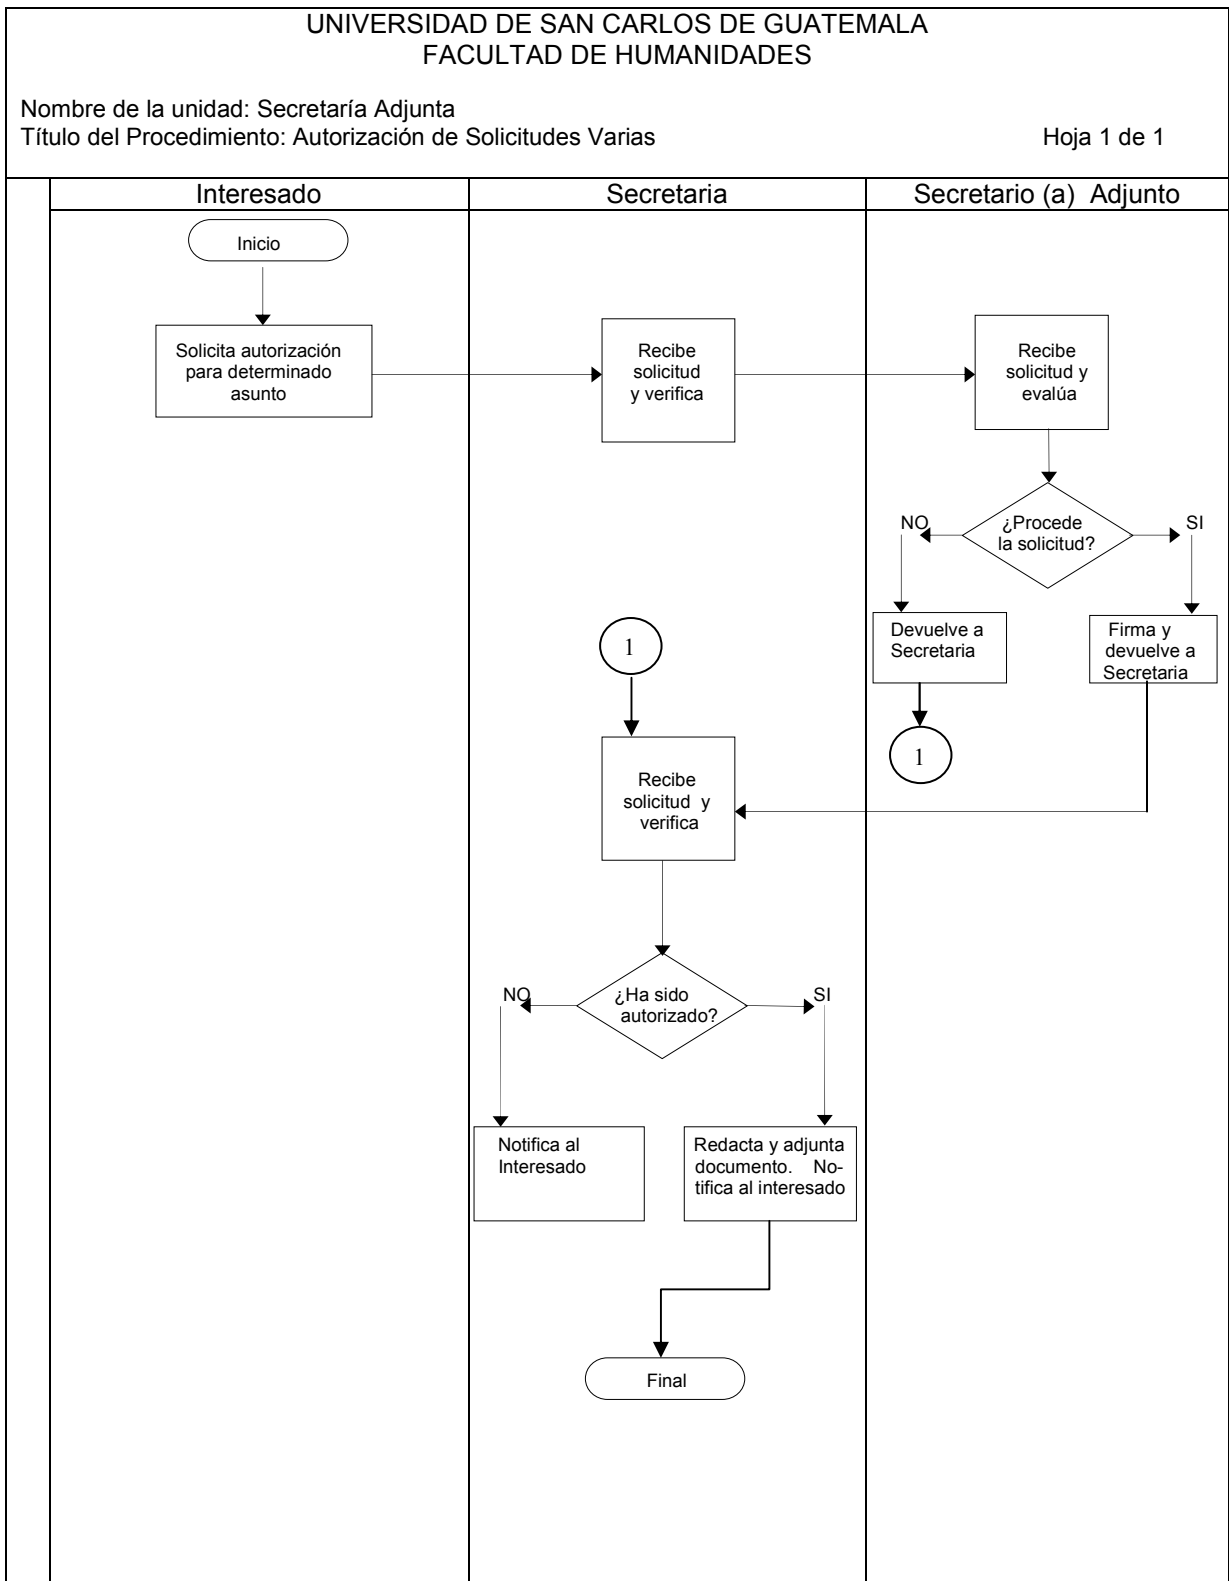 UNIVERSIDAD DE SAN CARLOS DE GUATEMALA
FACULTAD DE HUMANIDADES
Nombre de la unidad: Secretaría Adjunta
Título del Procedimiento: Autorización de Solicitudes Varias
Hoja 1 de 1
Interesado
Secretaria
Secretario (a) Adjunto
Inicio
Solicita autorización
para determinado
asunto
Recibe
solicitud
y verifica
Recibe
solicitud y
evalúa
¿Procede
la solicitud?
NO
SI
Devuelve a
Secretaria
Firma y
devuelve a
Secretaria
1
1
Recibe
solicitud y
verifica
¿Ha sido
autorizado?
NO
SI
Notifica al
Interesado
Redacta y adjunta
documento. No-
tifica al interesado
Final